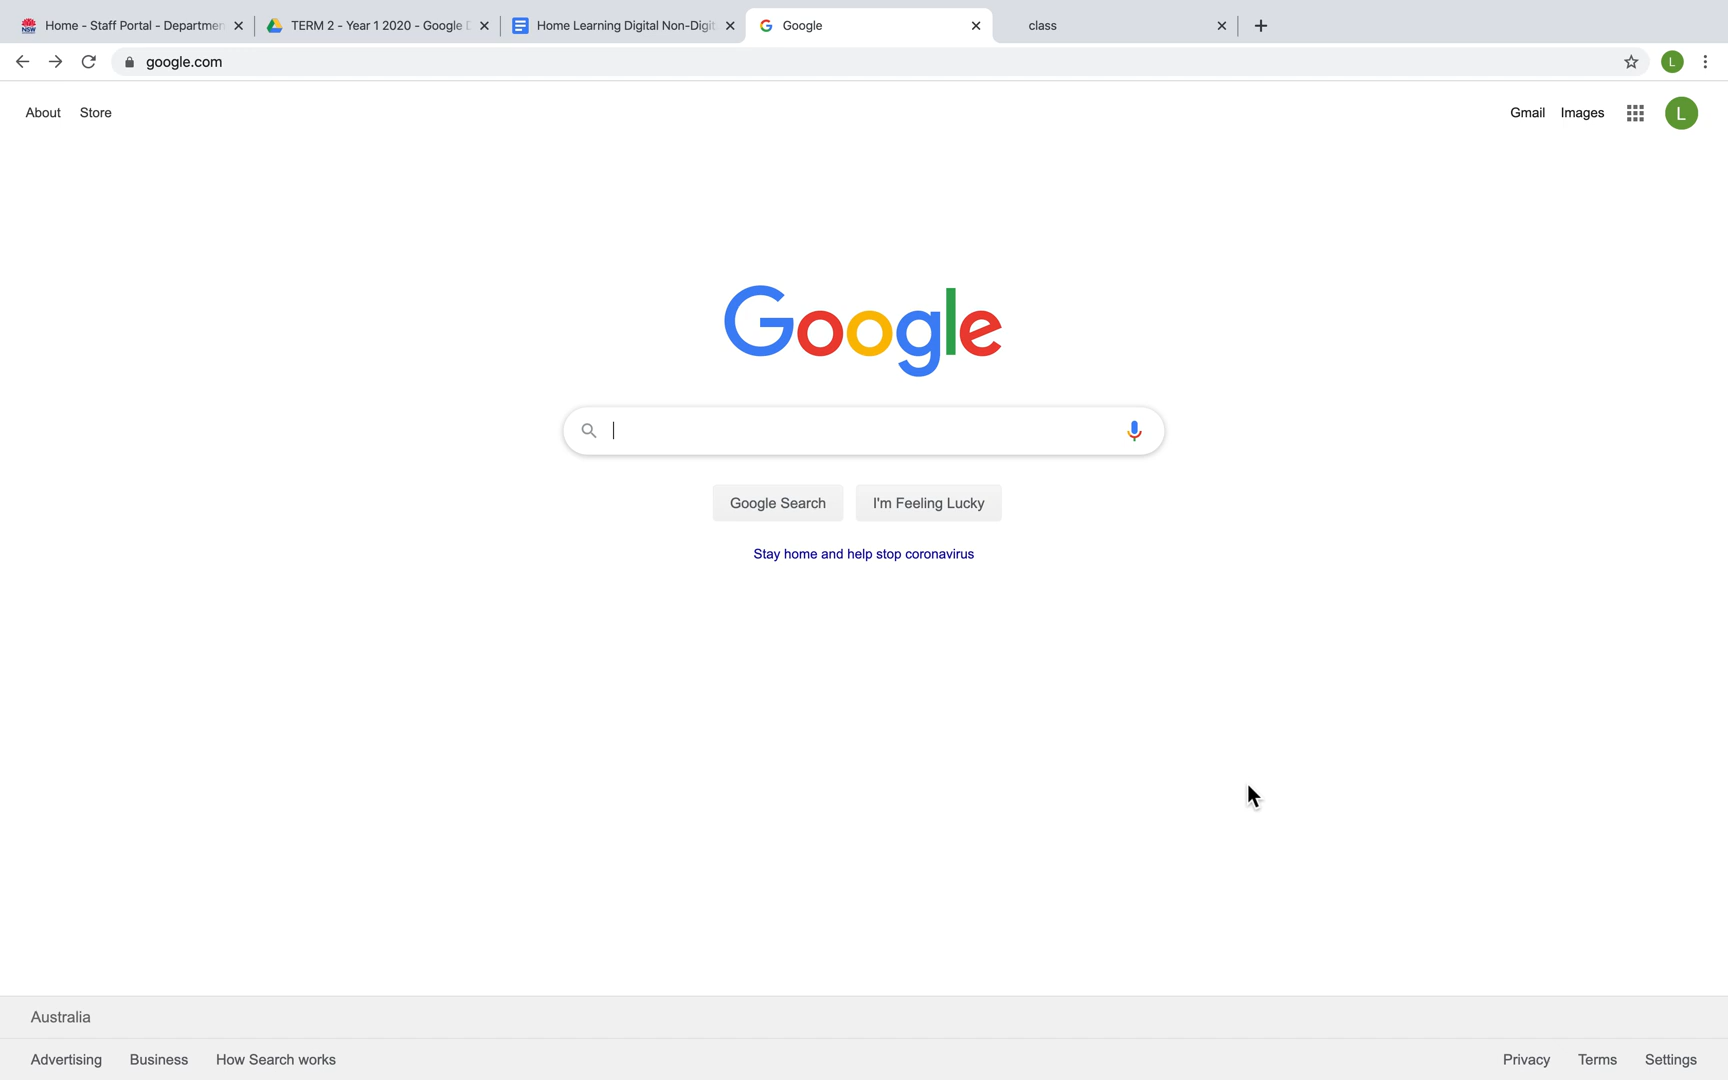 Home - Staff Portal - Departmen
TERM 2 - Year 1 2020 - Google D
Home Learning Digital Non-Digit
Google
class
google.com
L
About
Store
Gmail
Images
L
Google
Google Search
I'm Feeling Lucky
Stay home and help stop coronavirus
Australia
Advertising
Business
How Search works
Privacy
Terms
Settings